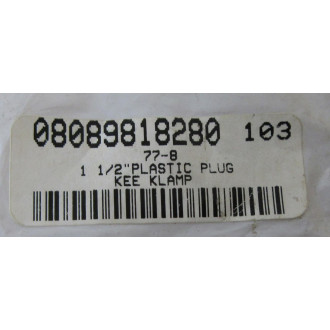 08089818280 103
77-8
1 1/2"PLASTIC PLUG
KEE KLAMP